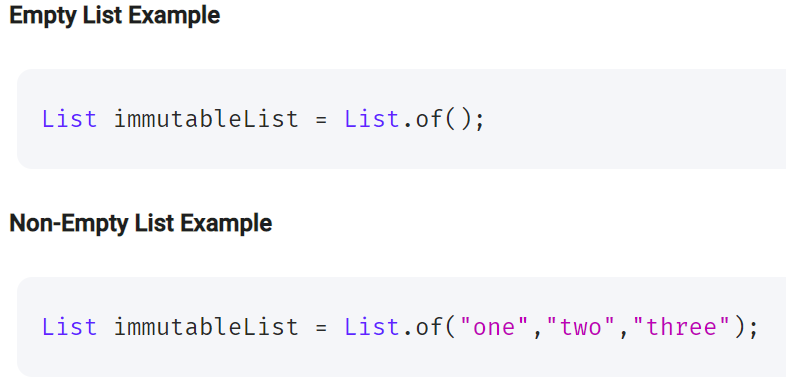 Empty List Example
List immutableList = List.of();
Non-Empty List Example
List immutableList = List.of("one","two","three");